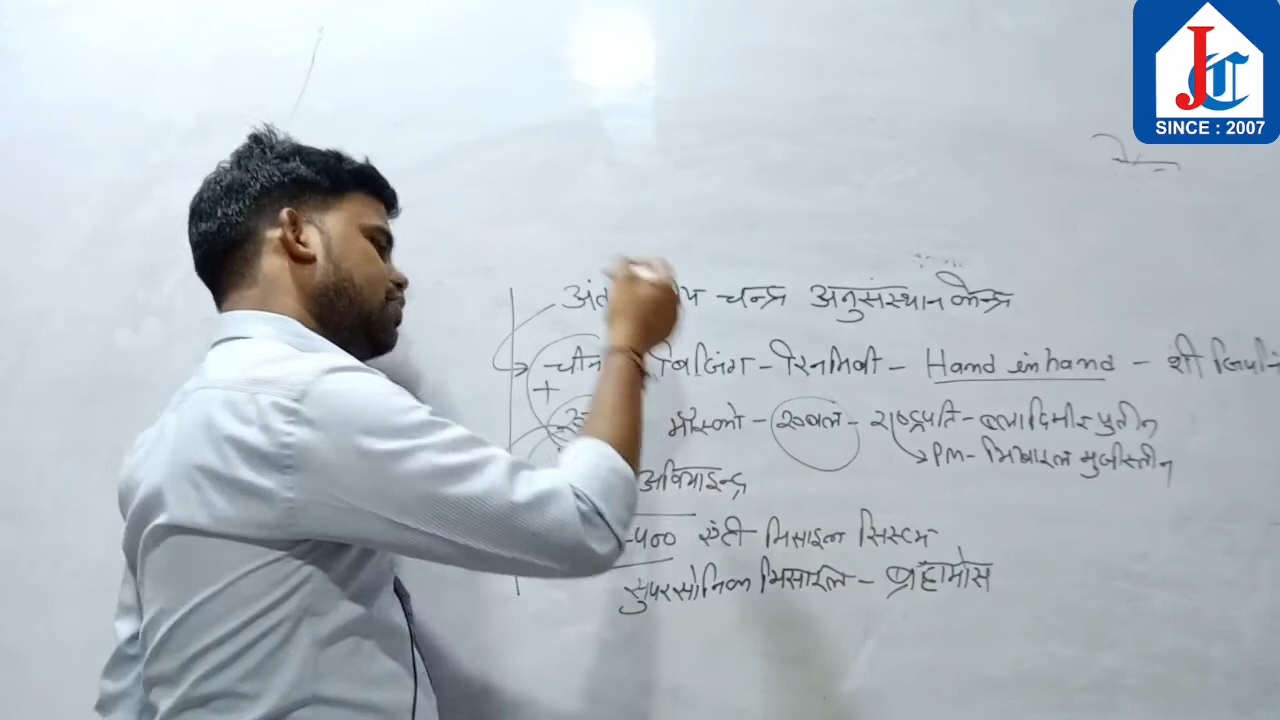 JCT
SINCE : 2007
चन्द्र अनुसंस्थान केन्द्र
चीन + बिजिंग - रेनमिबी - Hand in hand - शी जिनपिं
मॉस्को - रूबल - राष्ट्रपति - ब्लादिमीर पुतीन
PM - मिखाइल मुबीस्तीन
अवियाइन्द्र
-400 एंटी मिसाइल सिस्टम
सुपरसोनिक मिसाइल - ब्रह्मोस